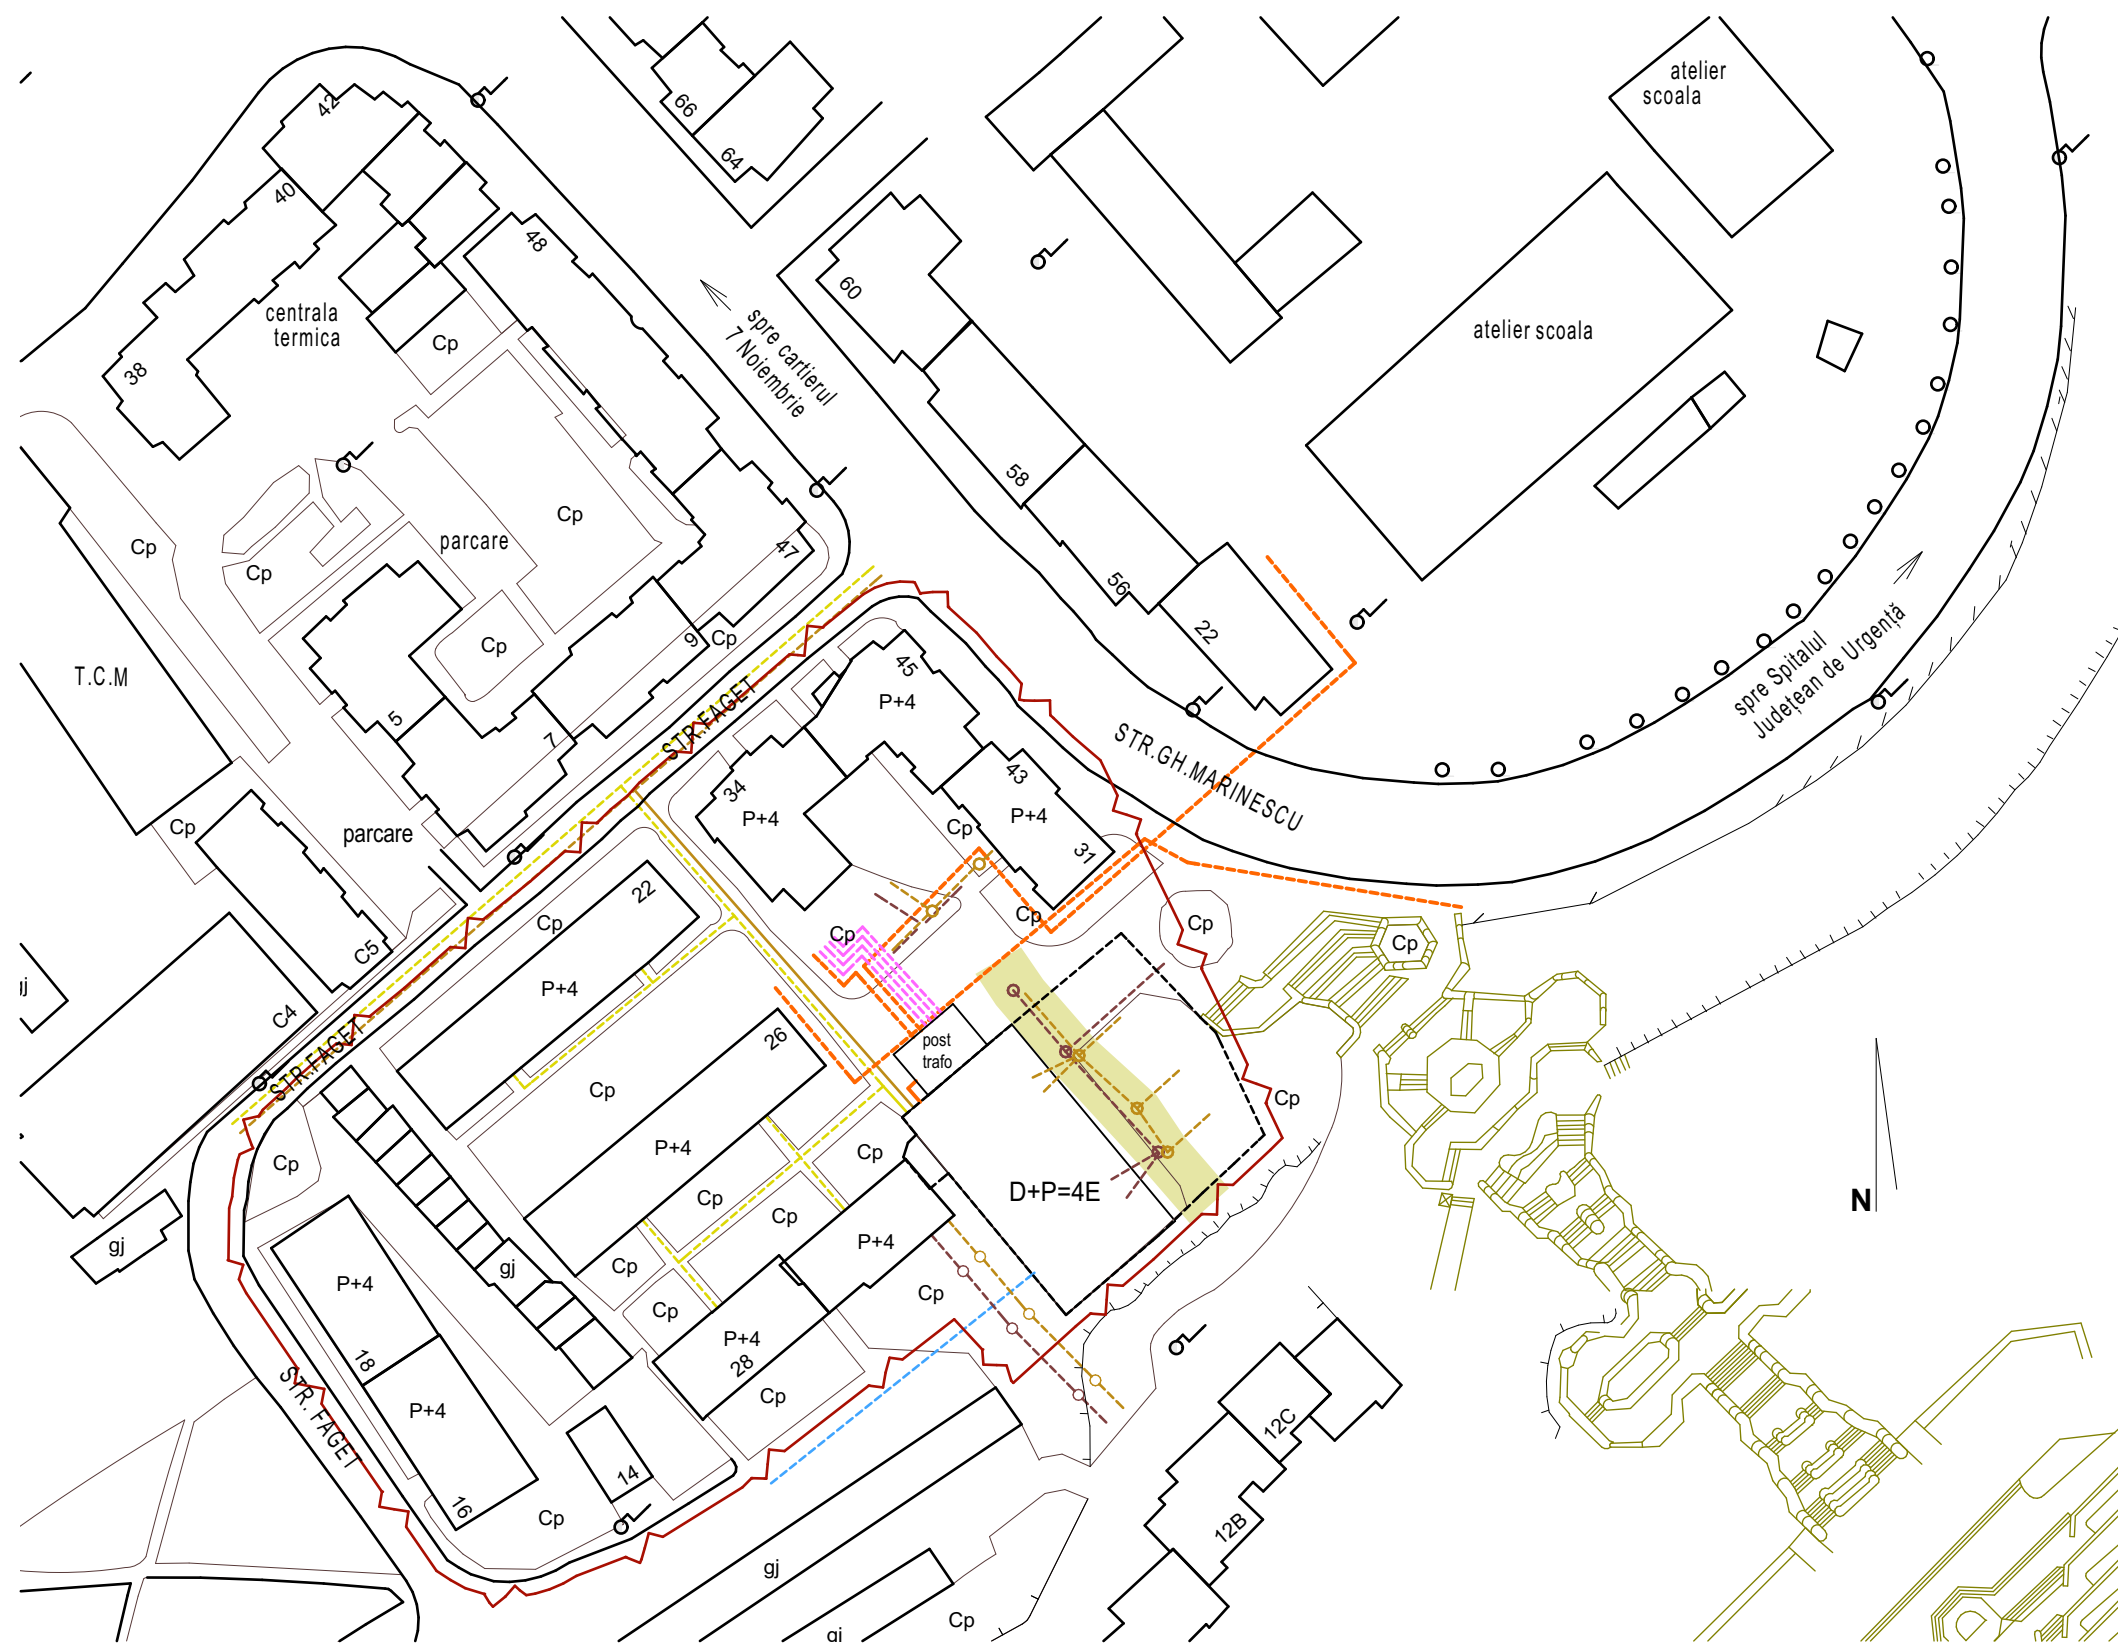 atelier
scoala
42
66
64
40
48
60
centrala
termica
Cp
38
spre cartierul
7 Noiembrie
atelier scoala
58
Cp
parcare
Cp
47
Cp
56
22
Cp
9
Cp
T.C.M
5
7
STR.FAGET
45
P+4
spre Spitalul
Județean de Urgență
STR.GH.MARINESCU
43
P+4
34
P+4
Cp
31
Cp
parcare
22
Cp
Cp
Cp
Cp
Cp
C5
P+4
C4
gj
26
post
trafo
STR.FAGET
Cp
Cp
P+4
Cp
Cp
Cp
D+P=4E
N
Cp
gj
P+4
Cp
gj
P+4
Cp
Cp
Cp
P+4
28
18
STR. FAGET
P+4
Cp
12C
14
16
Cp
12B
gj
Cp
gj